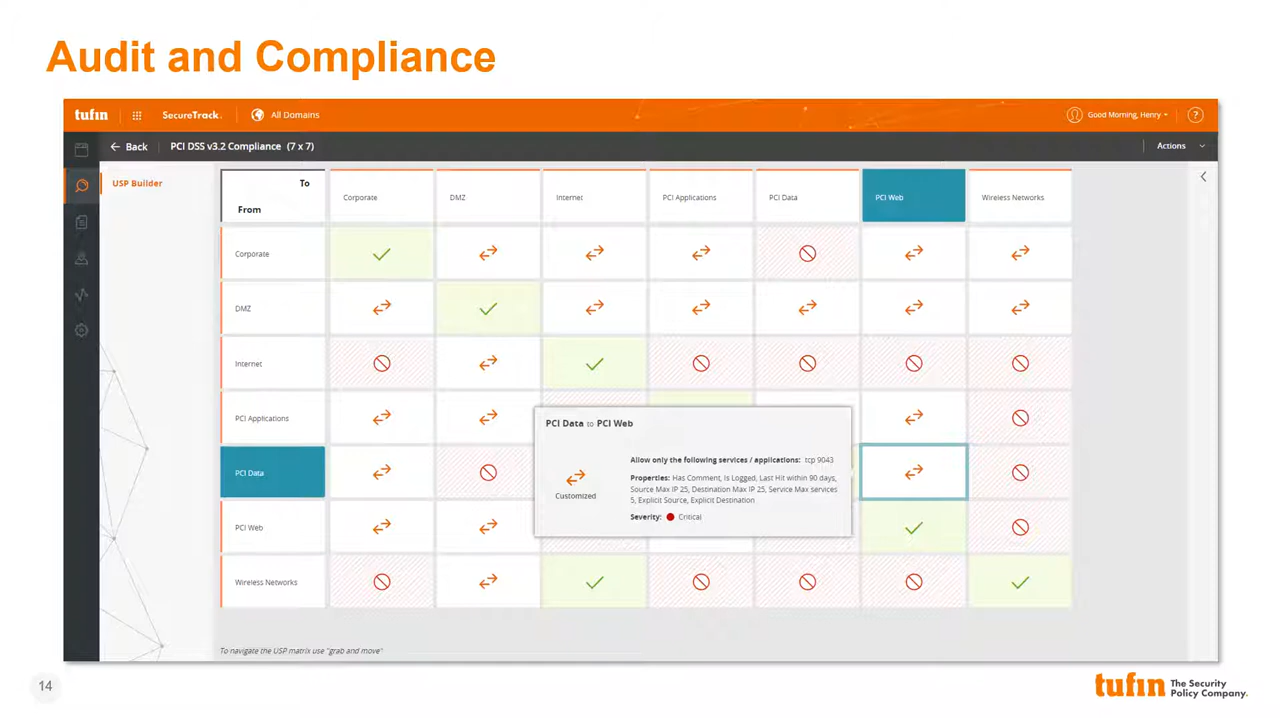 Audit and Compliance
tufin SecureTrack. All Domains Good Morning, Henry ?
Back PCI DSS v3.2 Compliance (7 x 7) Actions
USP Builder
To
From
Corporate DMZ Internet PCI Applications PCI Data PCI Web Wireless Networks
Corporate
DMZ
Internet
PCI Applications
PCI Data
PCI Web
Wireless Networks
PCI Data to PCI Web
Customized
Allow only the following services / applications: tcp 9043
Properties: Has Comment, Is Logged, Last Hit within 90 days,
Source Max IP 25, Destination Max IP 25, Service Max services
5, Explicit Source, Explicit Destination
Severity: Critical
To navigate the USP matrix use "grab and move"
14
tufin The Security
Policy Company.